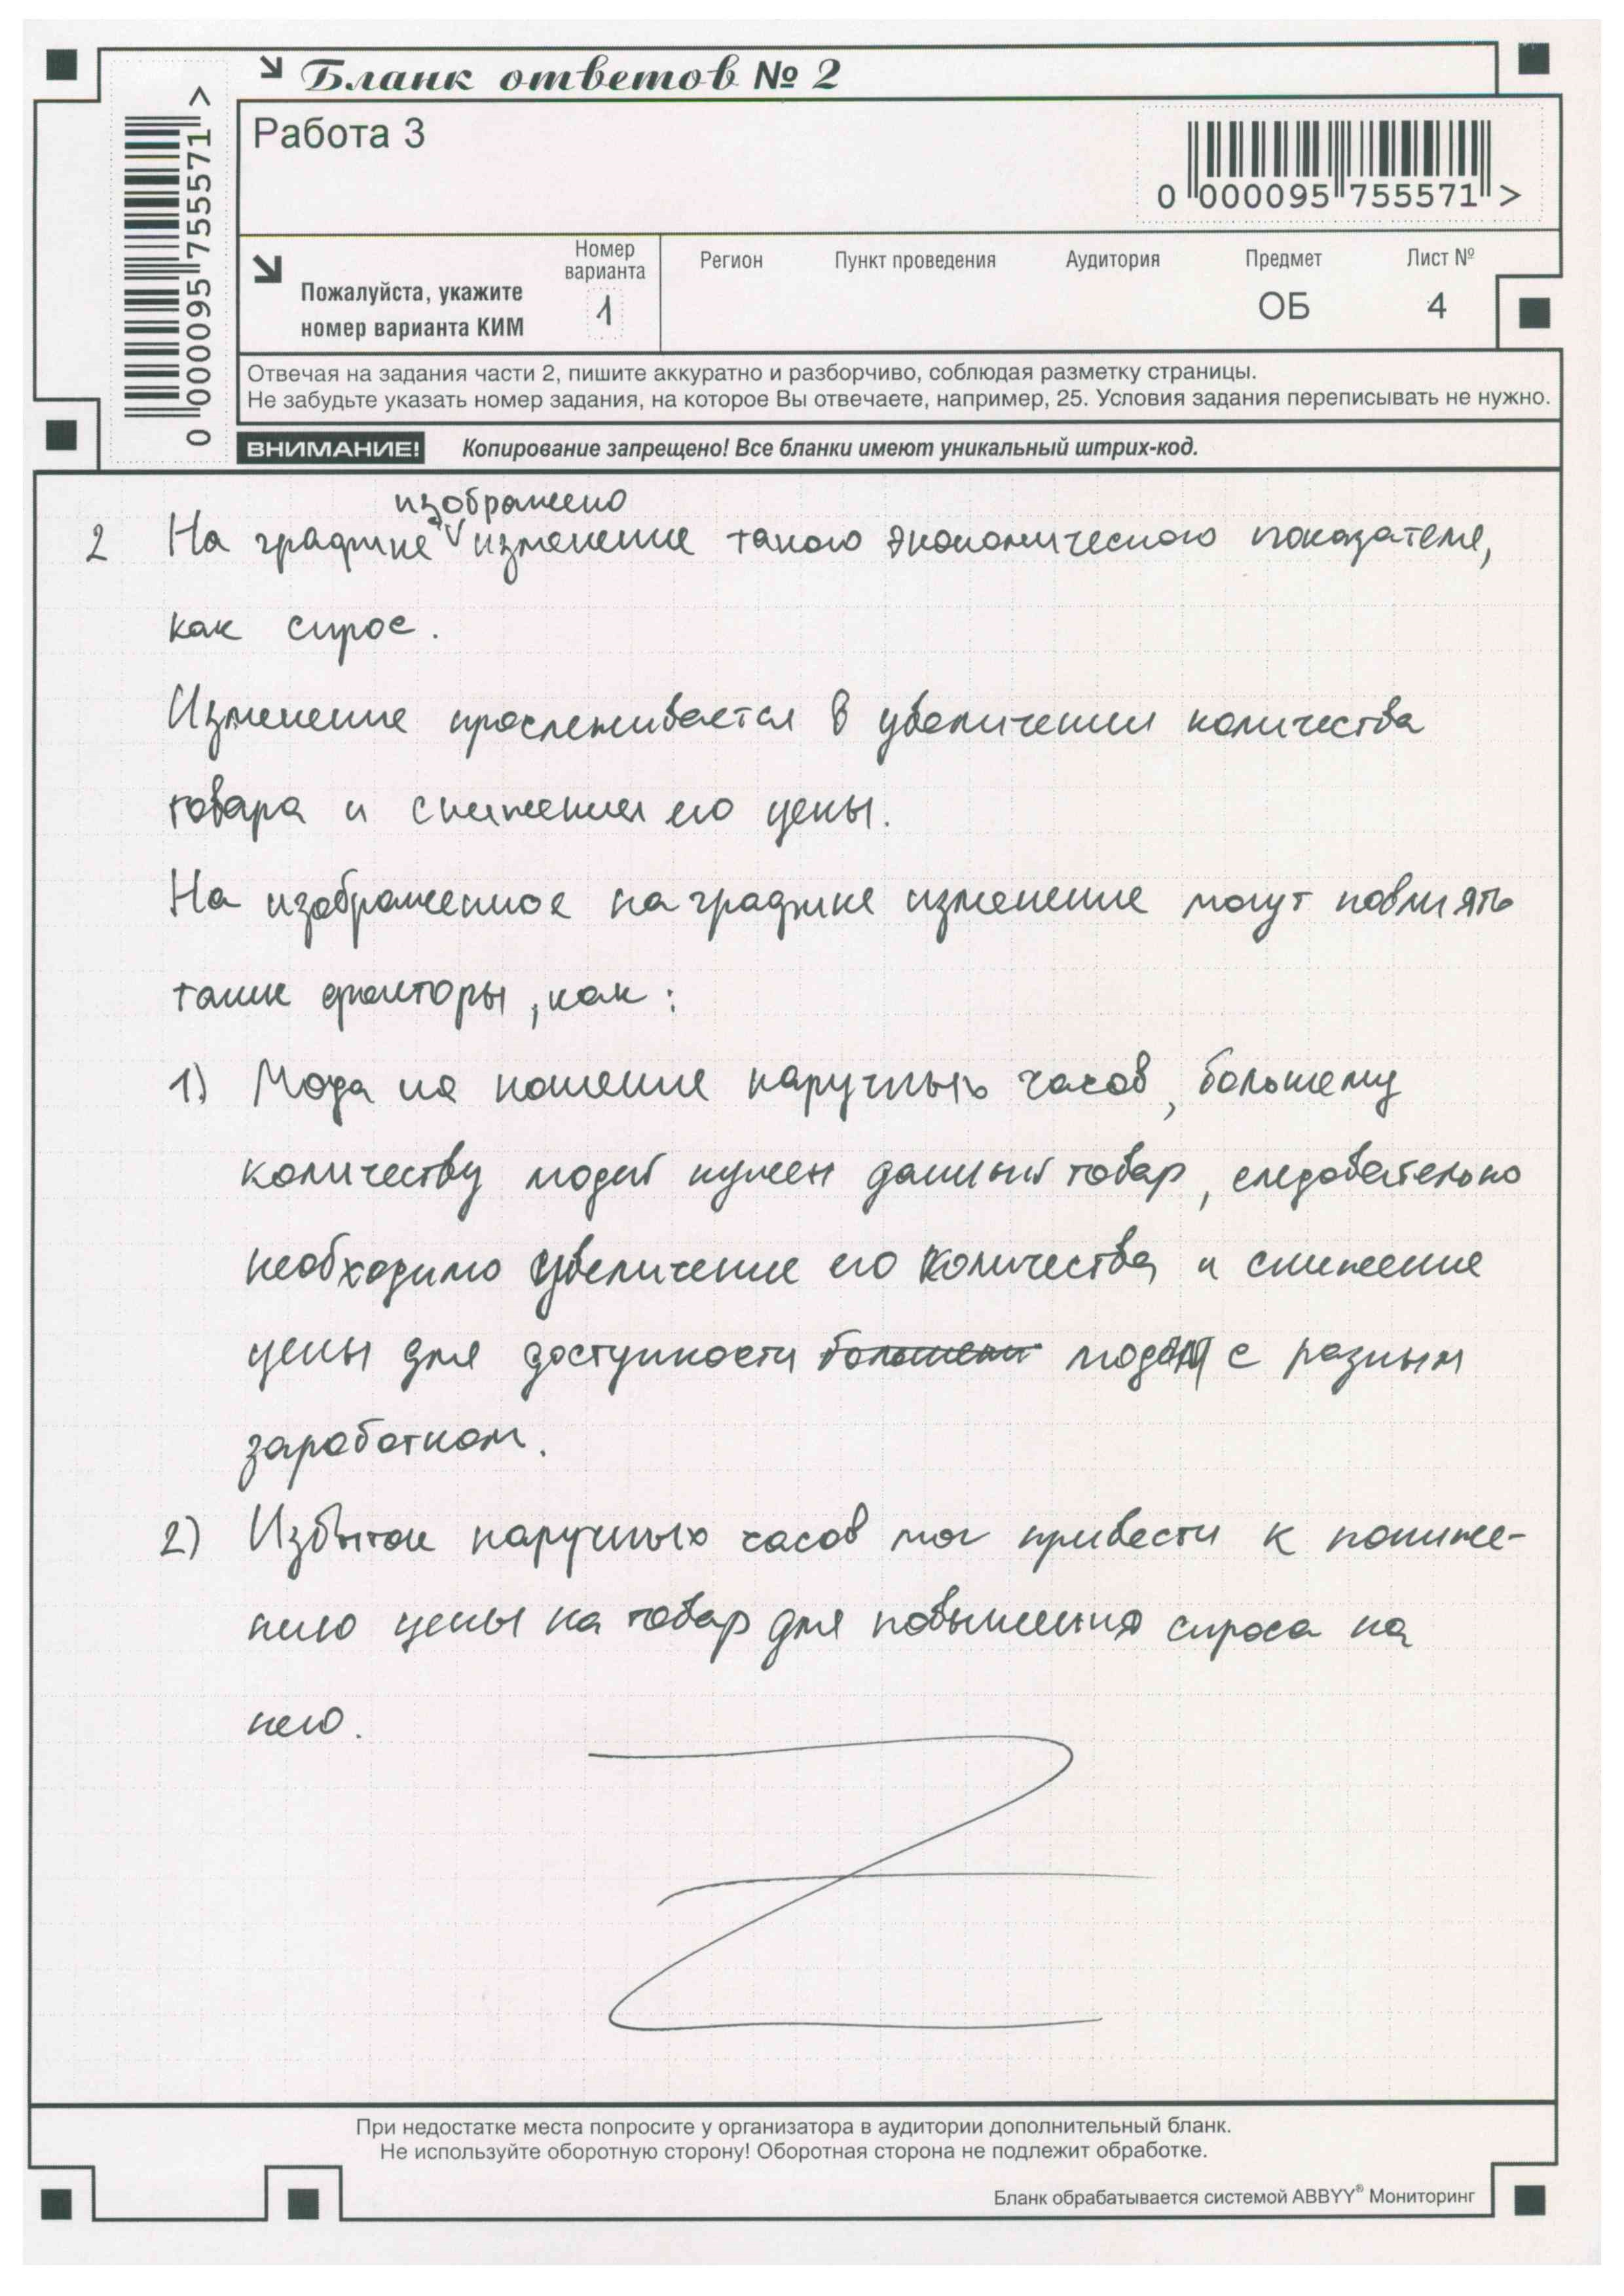 Бланк ответов № 2
Работа 3
0 000095 755571 >
0 000095 755571 >
Пожалуйста, укажите
номер варианта КИМ
Номер
варианта
1
Регион
Пункт проведения
Аудитория
Предмет
ОБ
Лист №
4
Отвечая на задания части 2, пишите аккуратно и разборчиво, соблюдая разметку страницы.
Не забудьте указать номер задания, на которое Вы отвечаете, например, 25. Условия задания переписывать не нужно.
ВНИМАНИЕ! Копирование запрещено! Все бланки имеют уникальный штрих-код.
изображено
2 На графике изменение такого экономического показателя,
как спрос.
Изменение прослеживается в увеличении количества
товара и снижении его цены.
На изображенное на графике изменение могут повлиять
такие факторы, как:
1) Мода на ношение наручных часов, большему
количеству людей нужен данный товар, следовательно
необходимо увеличение его количества и снижение
цены для доступности людям с разным
заработком.
2) Избыток наручных часов мог привести к пониже-
нию цены на товар для повышения спроса на
него.
При недостатке места попросите у организатора в аудитории дополнительный бланк.
Не используйте оборотную сторону! Оборотная сторона не подлежит обработке.
Бланк обрабатывается системой ABBYY® Мониторинг